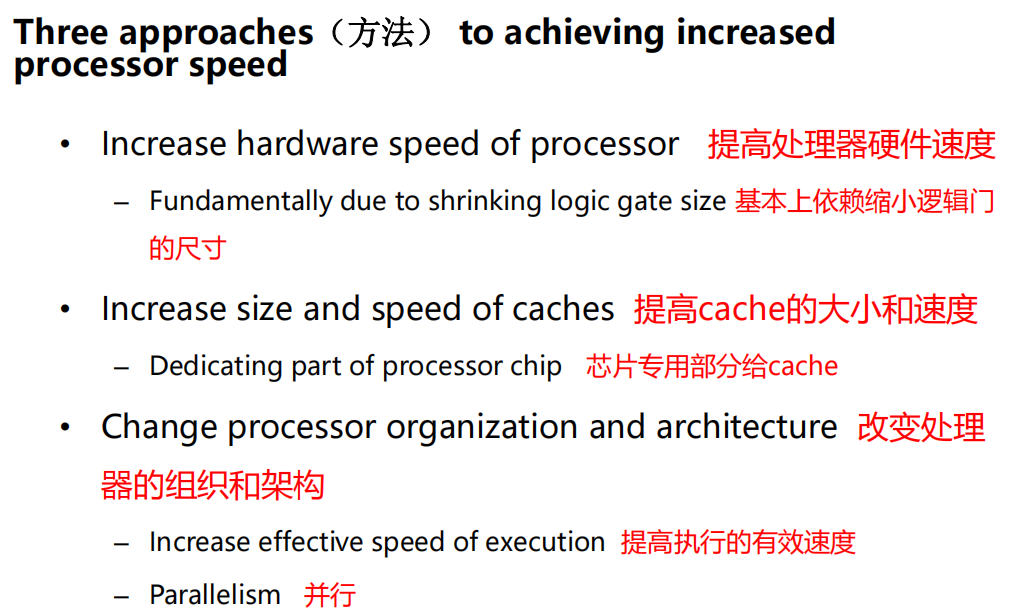 Three approaches（方法） to achieving increased
processor speed
• Increase hardware speed of processor 提高处理器硬件速度
– Fundamentally due to shrinking logic gate size 基本上依赖缩小逻辑门
的尺寸
• Increase size and speed of caches 提高cache的大小和速度
– Dedicating part of processor chip 芯片专用部分给cache
• Change processor organization and architecture 改变处理
器的组织和架构
– Increase effective speed of execution 提高执行的有效速度
– Parallelism 并行